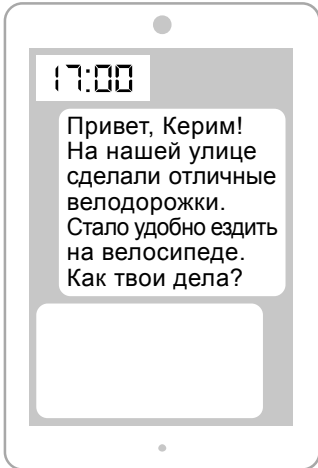 17:00
Привет, Керим!
На нашей улице
сделали отличные
велодорожки.
Стало удобно ездить
на велосипеде.
Как твои дела?